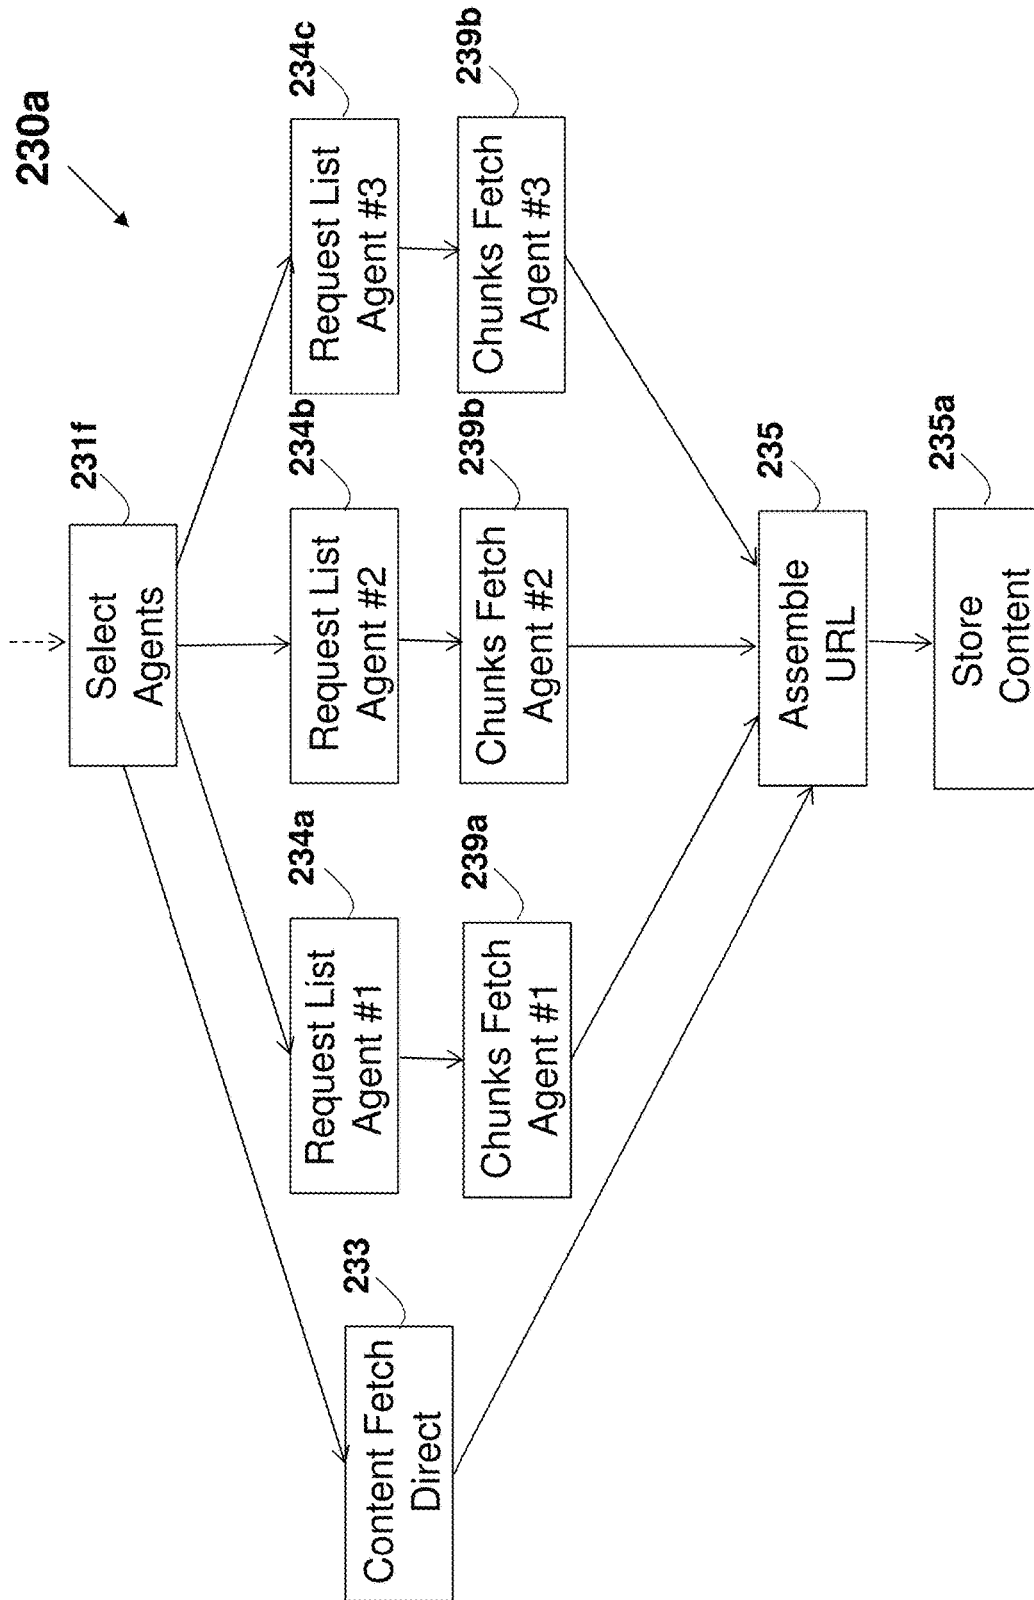 230a
231f
Select
Agents
234a
Request List
Agent #1
234b
Request List
Agent #2
234c
Request List
Agent #3
233
Content Fetch
Direct
239a
Chunks Fetch
Agent #1
239b
Chunks Fetch
Agent #2
239b
Chunks Fetch
Agent #3
235
Assemble
URL
235a
Store
Content